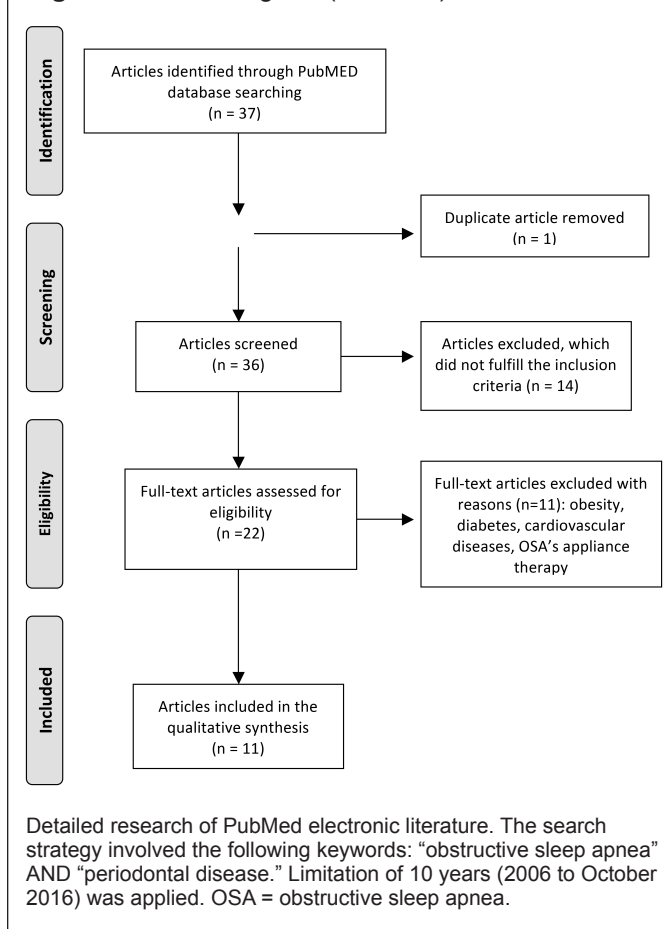 Identification
Articles identified through PubMED
database searching
(n = 37)
Duplicate article removed
(n = 1)
Screening
Articles screened
(n = 36)
Articles excluded, which
did not fulfill the inclusion
criteria (n = 14)
Eligibility
Full-text articles assessed for
eligibility
(n =22)
Full-text articles excluded with
reasons (n=11): obesity,
diabetes, cardiovascular
diseases, OSA's appliance
therapy
Included
Articles included in the
qualitative synthesis
(n = 11)
Detailed research of PubMed electronic literature. The search
strategy involved the following keywords: “obstructive sleep apnea”
AND “periodontal disease.” Limitation of 10 years (2006 to October
2016) was applied. OSA = obstructive sleep apnea.